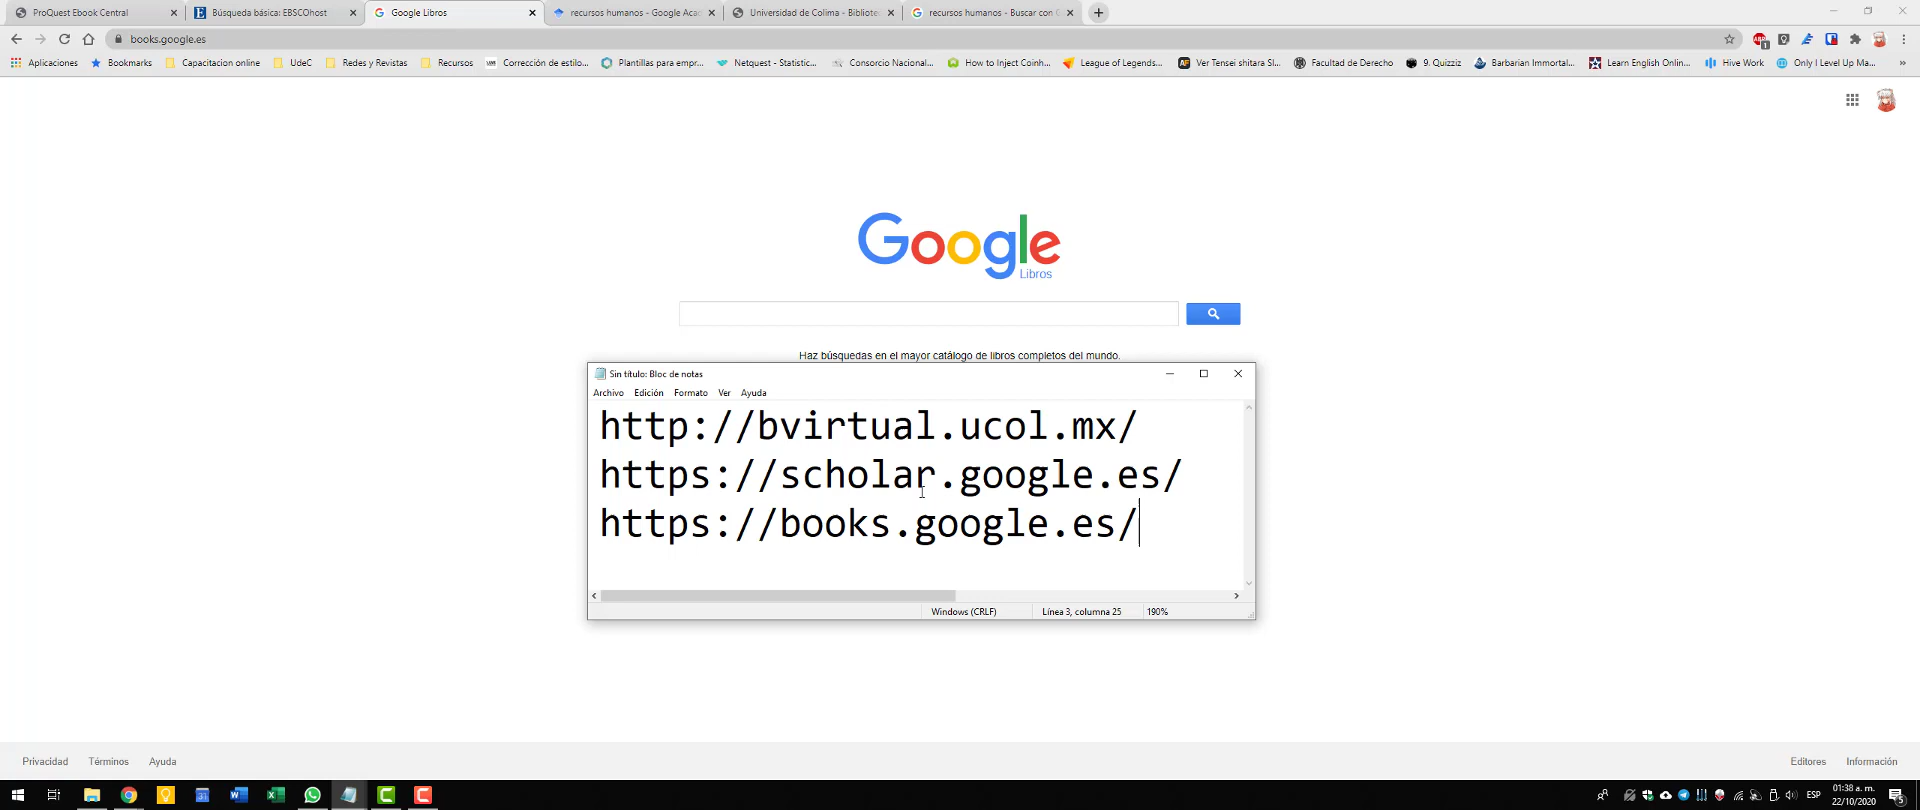 ProQuest Ebook Central
Búsqueda básica: EBSCOhost
Google Libros
recursos humanos - Google Aca
Universidad de Colima - Bibliote
recursos humanos - Buscar con G
books.google.es
Aplicaciones
Bookmarks
Capacitacion online
UdeC
Redes y Revistas
Recursos
Corrección de estilo...
Plantillas para empr...
Netquest - Statistic...
Consorcio Nacional...
How to Inject Coinh...
League of Legends...
Ver Tensei shitara Sl...
Facultad de Derecho
9. Quizziz
Barbarian Immortal...
Learn English Onlin...
Hive Work
Only I Level Up Ma...
Google
Libros
Haz búsquedas en el mayor catálogo de libros completos del mundo.
Sin título: Bloc de notas
Archivo Edición Formato Ver Ayuda
http://bvirtual.ucol.mx/
https://scholar.google.es/
https://books.google.es/
Windows (CRLF) Línea 3, columna 25 190%
Privacidad Términos Ayuda
Editores Información
ESP
01:38 a. m.
22/10/2020